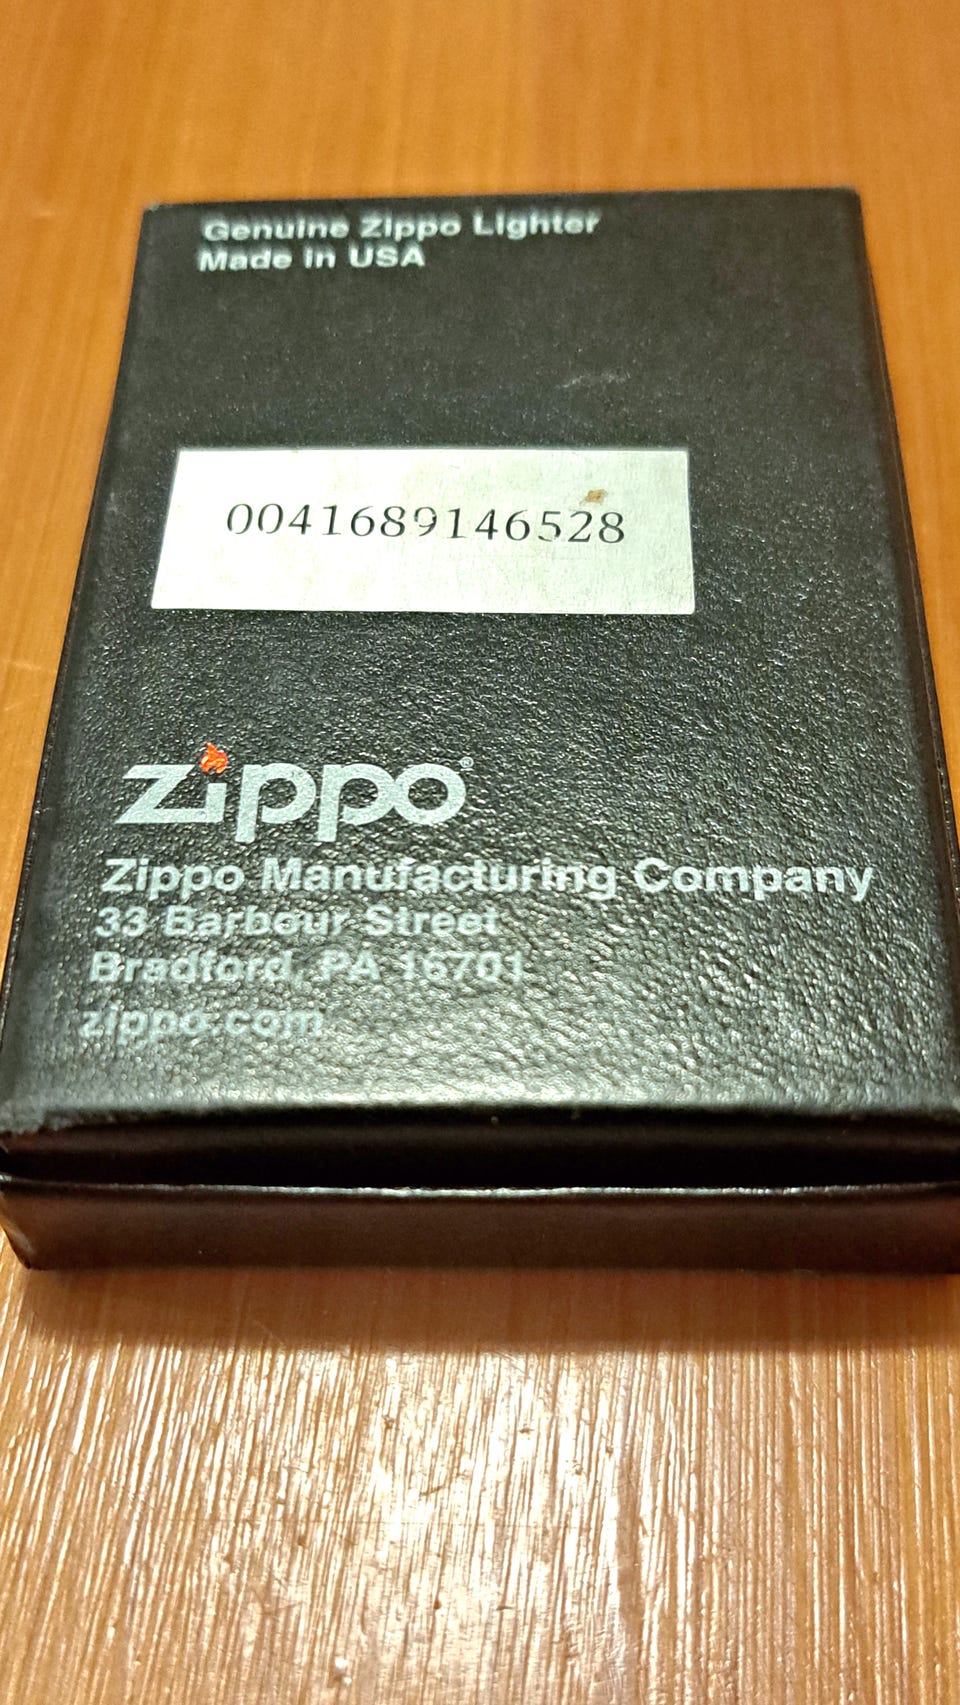 Genuine Zippo Lighter
Made in USA
0041689146528
Zippo®
Zippo Manufacturing Company
33 Barbour Street
Bradford, PA 16701
zippo.com